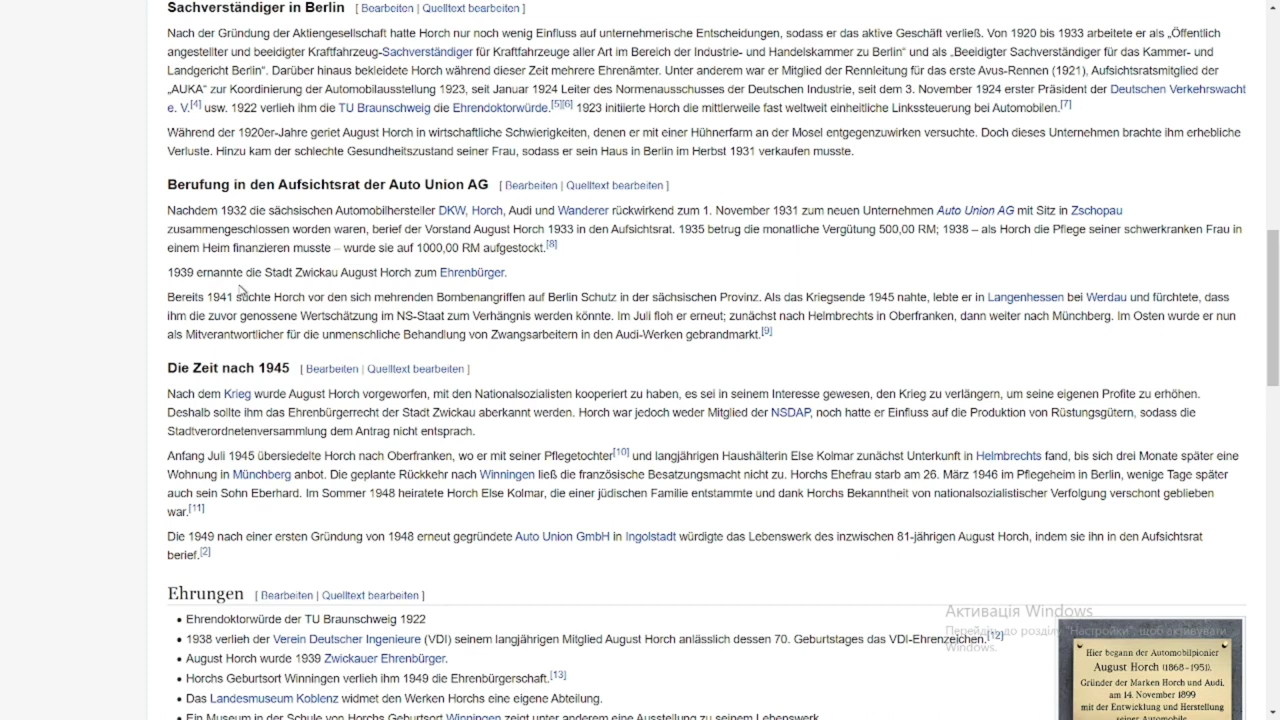 Sachverständiger in Berlin [ Bearbeiten | Quelltext bearbeiten ]
Nach der Gründung der Aktiengesellschaft hatte Horch nur noch wenig Einfluss auf unternehmerische Entscheidungen, sodass er das aktive Geschäft verließ. Von 1920 bis 1933 arbeitete er als „Öffentlich
angestellter und beeidigter Kraftfahrzeug-Sachverständiger für Kraftfahrzeuge aller Art im Bereich der Industrie- und Handelskammer zu Berlin“ und als „Beeidigter Sachverständiger für das Kammer- und
Landgericht Berlin“. Darüber hinaus bekleidete Horch während dieser Zeit mehrere Ehrenämter. Unter anderem war er Mitglied der Rennleitung für das erste Avus-Rennen (1921), Aufsichtsratsmitglied der
„AUKA“ zur Koordinierung der Automobilausstellung 1923, seit Januar 1924 Leiter des Normenausschusses der Deutschen Industrie, seit dem 3. November 1924 erster Präsident der Deutschen Verkehrswacht
e. V.[4] usw. 1922 verlieh ihm die TU Braunschweig die Ehrendoktorwürde.[5][6] 1923 initiierte Horch die mittlerweile fast weltweit einheitliche Linkssteuerung bei Automobilen.[7]
Während der 1920er-Jahre geriet August Horch in wirtschaftliche Schwierigkeiten, denen er mit einer Hühnerfarm an der Mosel entgegenzuwirken versuchte. Doch dieses Unternehmen brachte ihm erhebliche
Verluste. Hinzu kam der schlechte Gesundheitszustand seiner Frau, sodass er sein Haus in Berlin im Herbst 1931 verkaufen musste.
Berufung in den Aufsichtsrat der Auto Union AG [ Bearbeiten | Quelltext bearbeiten ]
Nachdem 1932 die sächsischen Automobilhersteller DKW, Horch, Audi und Wanderer rückwirkend zum 1. November 1931 zum neuen Unternehmen Auto Union AG mit Sitz in Zschopau
zusammengeschlossen worden waren, berief der Vorstand August Horch 1933 in den Aufsichtsrat. 1935 betrug die monatliche Vergütung 500,00 RM; 1938 – als Horch die Pflege seiner schwerkranken Frau in
einem Heim finanzieren musste – wurde sie auf 1000,00 RM aufgestockt.[8]
1939 ernannte die Stadt Zwickau August Horch zum Ehrenbürger.
Bereits 1941 suchte Horch vor den sich mehrenden Bombenangriffen auf Berlin Schutz in der sächsischen Provinz. Als das Kriegsende 1945 nahte, lebte er in Langenhessen bei Werdau und fürchtete, dass
ihm die zuvor genossene Wertschätzung im NS-Staat zum Verhängnis werden könnte. Im Juli floh er erneut; zunächst nach Helmbrechts in Oberfranken, dann weiter nach Münchberg. Im Osten wurde er nun
als Mitverantwortlicher für die unmenschliche Behandlung von Zwangsarbeitern in den Audi-Werken gebrandmarkt.[9]
Die Zeit nach 1945 [ Bearbeiten | Quelltext bearbeiten ]
Nach dem Krieg wurde August Horch vorgeworfen, mit den Nationalsozialisten kooperiert zu haben, es sei in seinem Interesse gewesen, den Krieg zu verlängern, um seine eigenen Profite zu erhöhen.
Deshalb sollte ihm das Ehrenbürgerrecht der Stadt Zwickau aberkannt werden. Horch war jedoch weder Mitglied der NSDAP, noch hatte er Einfluss auf die Produktion von Rüstungsgütern, sodass die
Stadtverordnetenversammlung dem Antrag nicht entsprach.
Anfang Juli 1945 übersiedelte Horch nach Oberfranken, wo er mit seiner Pflegetochter[10] und langjährigen Haushälterin Else Kolmar zunächst Unterkunft in Helmbrechts fand, bis sich drei Monate später eine
Wohnung in Münchberg anbot. Die geplante Rückkehr nach Winningen ließ die französische Besatzungsmacht nicht zu. Horchs Ehefrau starb am 26. März 1946 im Pflegeheim in Berlin, wenige Tage später
auch sein Sohn Eberhard. Im Sommer 1948 heiratete Horch Else Kolmar, die einer jüdischen Familie entstammte und dank Horchs Bekanntheit von nationalsozialistischer Verfolgung verschont geblieben
war.[11]
Die 1949 nach einer ersten Gründung von 1948 erneut gegründete Auto Union GmbH in Ingolstadt würdigte das Lebenswerk des inzwischen 81-jährigen August Horch, indem sie ihn in den Aufsichtsrat
berief.[2]
Ehrungen [ Bearbeiten | Quelltext bearbeiten ]
• Ehrendoktorwürde der TU Braunschweig 1922
• 1938 verlieh der Verein Deutscher Ingenieure (VDI) seinem langjährigen Mitglied August Horch anlässlich dessen 70. Geburtstages das VDI-Ehrenzeichen.[12]
• August Horch wurde 1939 Zwickauer Ehrenbürger.
• Horchs Geburtsort Winningen verlieh ihm 1949 die Ehrenbürgerschaft.[13]
• Das Landesmuseum Koblenz widmet den Werken Horchs eine eigene Abteilung.
• Ein Museum in der Schule von Horchs Geburtsort Winningen zeigt unter anderem eine Ausstellung zu seinem Lebenswerk.
Активація Windows
Перейдіть до розділу "Настройки", щоб активувати
Windows.
Hier begann der Automobilpionier
August Horch (1868-1951),
Gründer der Marken Horch und Audi,
am 14. November 1899
mit der Entwicklung und Herstellung
seiner Automobile